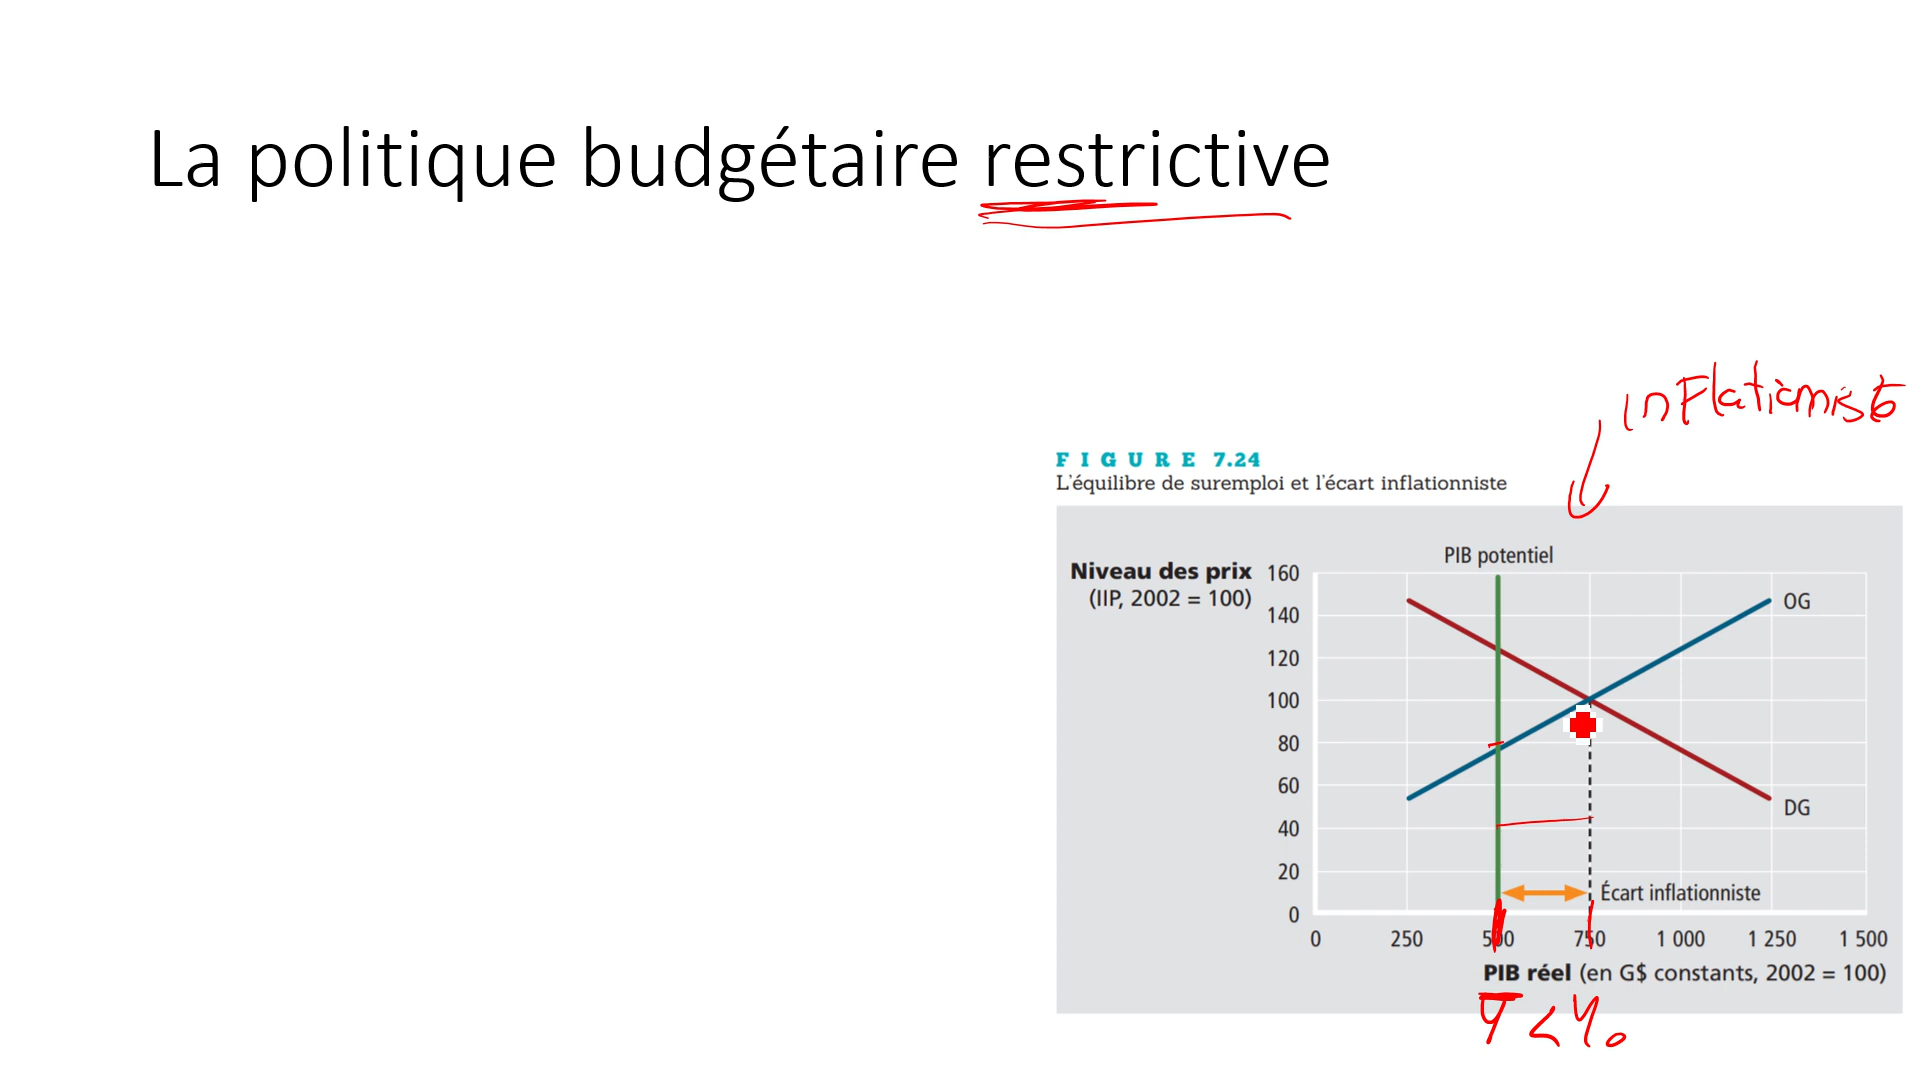 La politique budgétaire restrictive
inflationniste
FIGURE 7.24
L'équilibre de suremploi et l'écart inflationniste
PIB potentiel
Niveau des prix
(IIP, 2002 = 100)
160
140
120
100
80
60
40
20
0
OG
DG
Écart inflationniste
0 250 500 750 1 000 1 250 1 500
PIB réel (en G$ constants, 2002 = 100)
Y̅ < Y₀